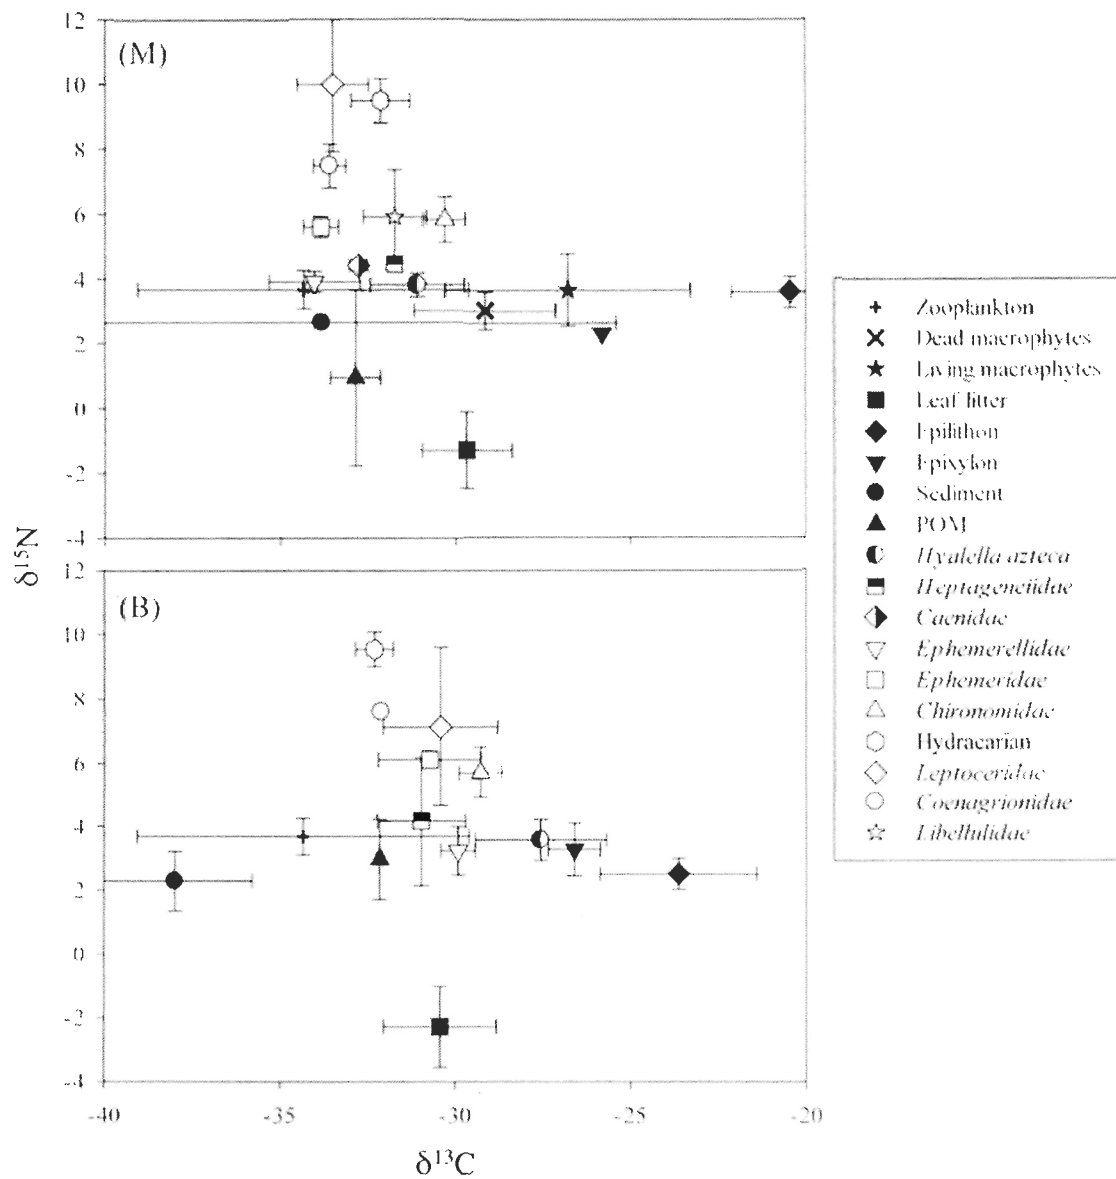 12
(M)
10
8
6
4
2
0
-2
-4
δ15N
12
(B)
10
8
6
4
2
0
-2
-4
-40
-35
-30
-25
-20
δ13C
Zooplankton
Dead macrophytes
Living macrophytes
Leaf litter
Epilithon
Epixylon
Sediment
POM
Hyalella azteca
Heptageneiidae
Caenidae
Ephemerellidae
Ephemeridae
Chironomidae
Hydracarian
Leptoceridae
Coenagrionidae
Libellulidae